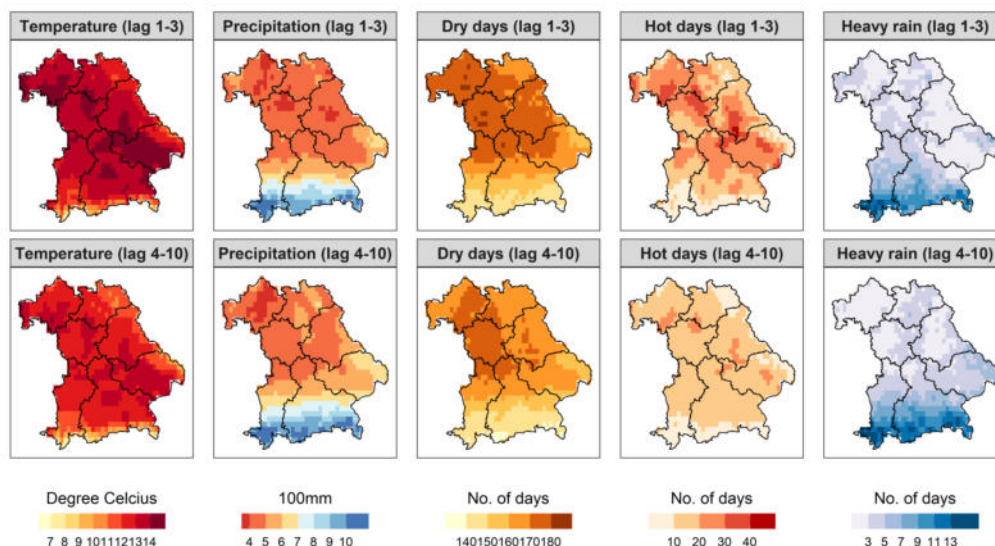 Temperature (lag 1-3) Precipitation (lag 1-3) Dry days (lag 1-3) Hot days (lag 1-3) Heavy rain (lag 1-3)
Temperature (lag 4-10) Precipitation (lag 4-10) Dry days (lag 4-10) Hot days (lag 4-10) Heavy rain (lag 4-10)
Degree Celcius 100mm No. of days No. of days No. of days
7 8 9 1011121314 4 5 6 7 8 9 10 140150160170180 10 20 30 40 3 5 7 9 11 13